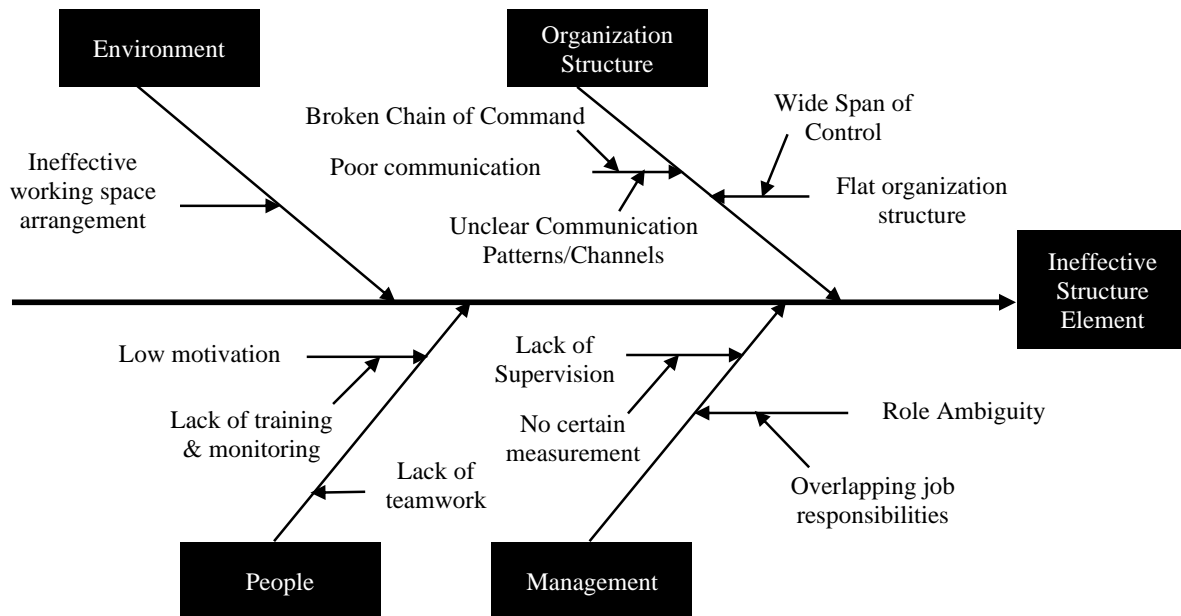 Environment
Organization
Structure
Broken Chain of Command
Wide Span of
Control
Ineffective
working space
arrangement
Poor communication
Flat organization
structure
Unclear Communication
Patterns/Channels
Ineffective
Structure
Element
Low motivation
Lack of
Supervision
Lack of training
& monitoring
No certain
measurement
Role Ambiguity
Lack of
teamwork
Overlapping job
responsibilities
People
Management